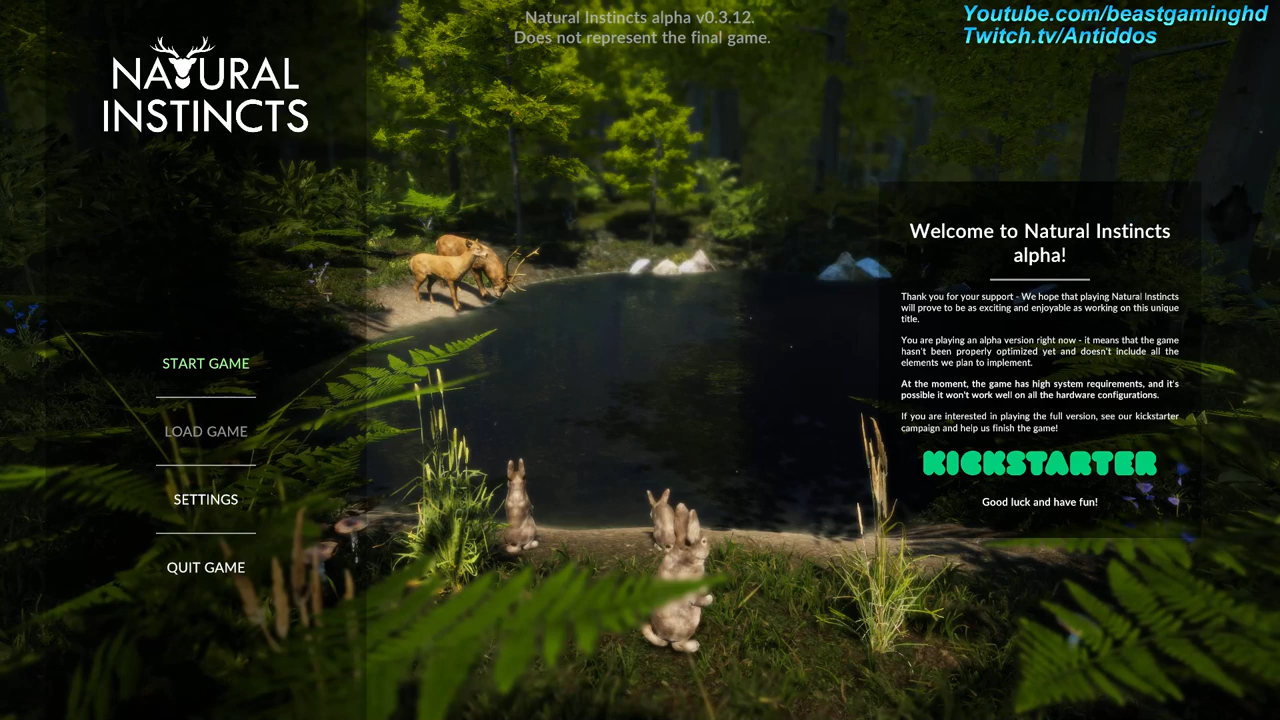 Natural Instincts alpha v0.3.12.
Does not represent the final game.
Youtube.com/beastgaminghd
Twitch.tv/Antiddos
NATURAL
INSTINCTS
START GAME
LOAD GAME
SETTINGS
QUIT GAME
Welcome to Natural Instincts
alpha!
Thank you for your support - We hope that playing Natural Instincts
will prove to be as exciting and enjoyable as working on this unique
title.
You are playing an alpha version right now - it means that the game
hasn't been properly optimized yet and doesn't include all the
elements we plan to implement.
At the moment, the game has high system requirements, and it's
possible it won't work well on all the hardware configurations.
If you are interested in playing the full version, see our kickstarter
campaign and help us finish the game!
KICKSTARTER
Good luck and have fun!